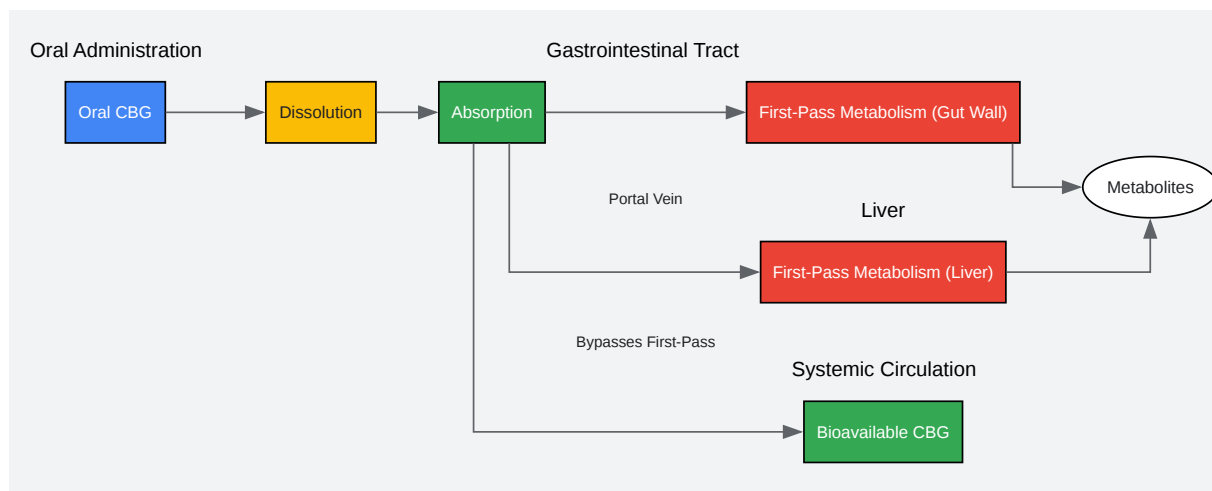 Oral Administration
Gastrointestinal Tract
Oral CBG
Dissolution
Absorption
First-Pass Metabolism (Gut Wall)
Metabolites
Portal Vein
Liver
First-Pass Metabolism (Liver)
Bypasses First-Pass
Systemic Circulation
Bioavailable CBG